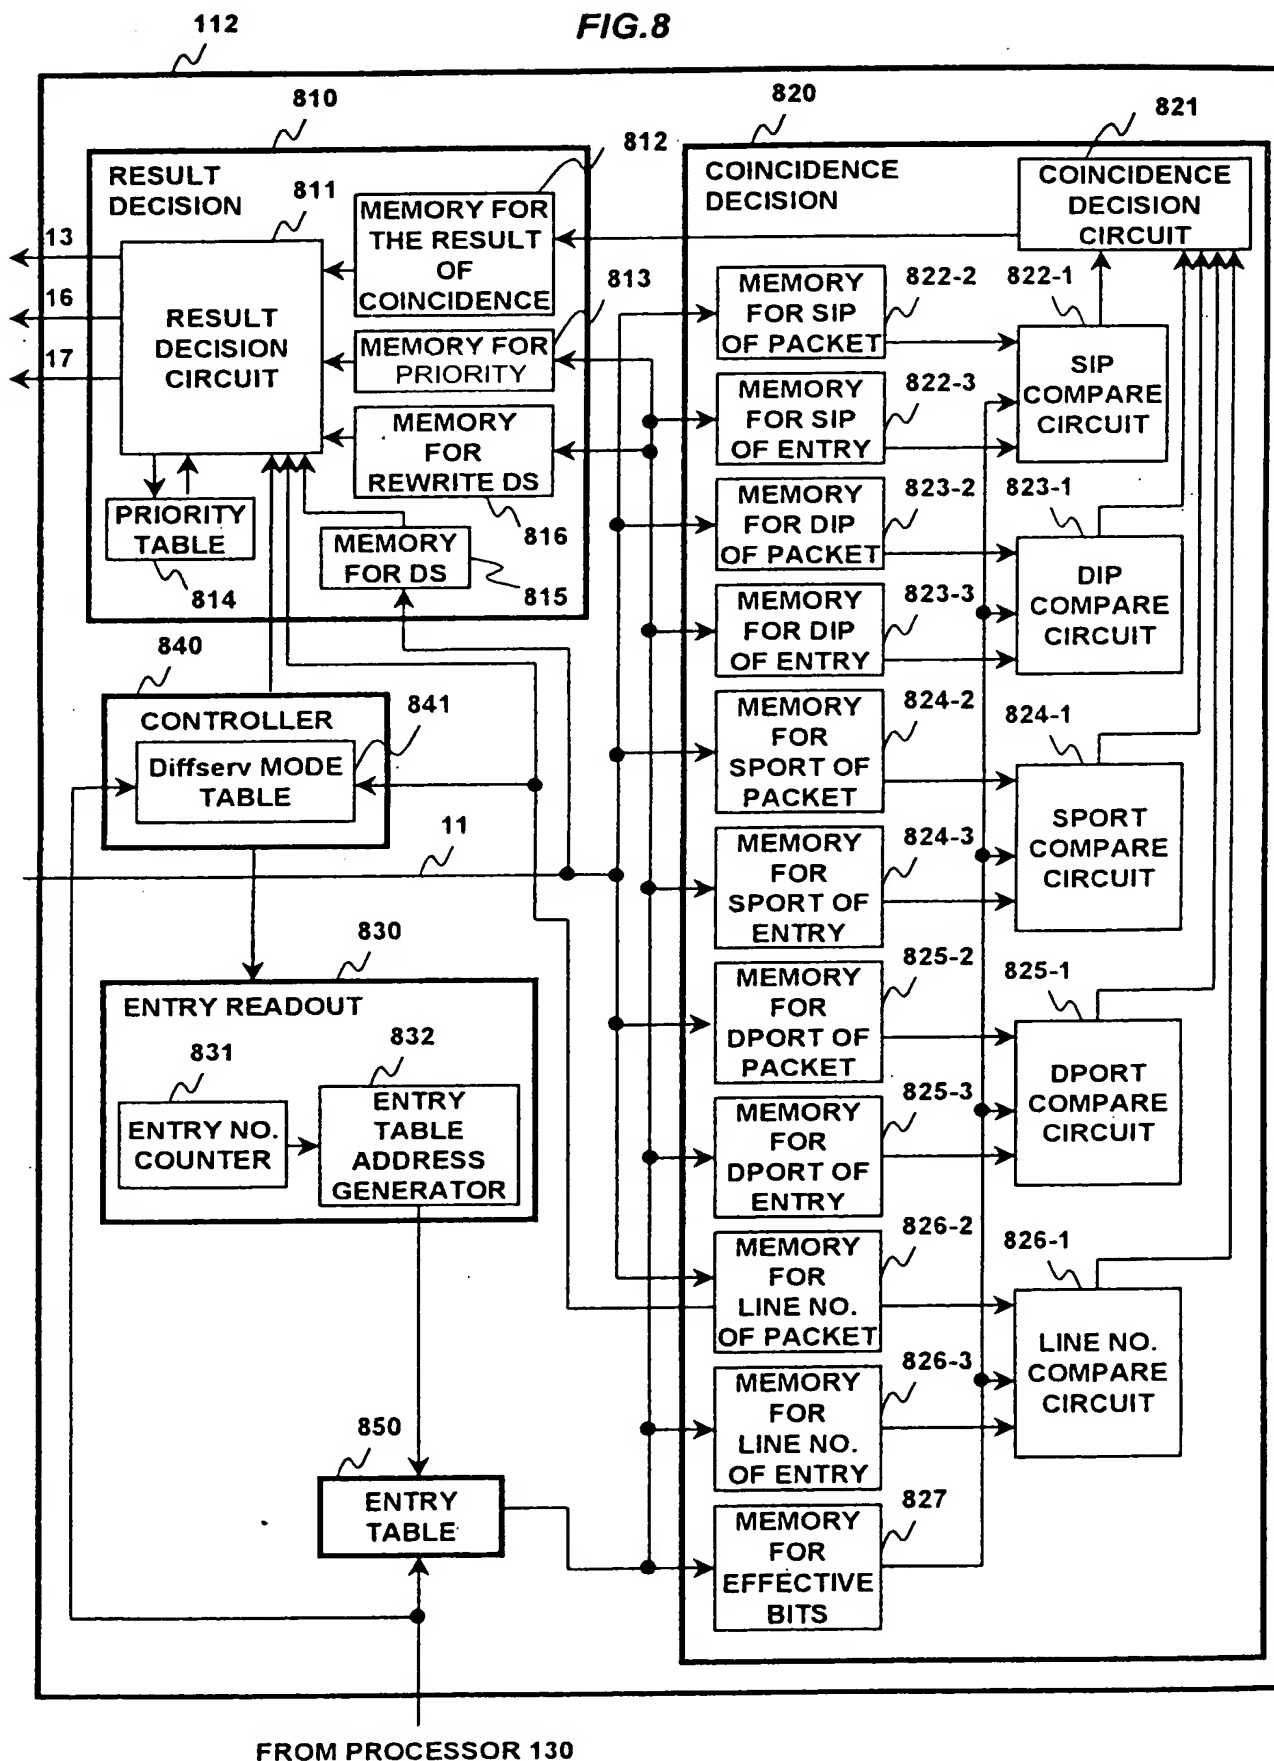 FIG.8
112
810
820
821
812
RESULT
DECISION
811
MEMORY FOR
THE RESULT
OF
COINCIDENCE
COINCIDENCE
DECISION
COINCIDENCE
DECISION
CIRCUIT
13
16
17
RESULT
DECISION
CIRCUIT
813
MEMORY FOR
PRIORITY
MEMORY
FOR
REWRITE DS
816
PRIORITY
TABLE
814
MEMORY
FOR DS
815
MEMORY
FOR SIP
OF PACKET
822-2
822-1
SIP
COMPARE
CIRCUIT
MEMORY
FOR SIP
OF ENTRY
822-3
MEMORY
FOR DIP
OF PACKET
823-2
823-1
DIP
COMPARE
CIRCUIT
MEMORY
FOR DIP
OF ENTRY
823-3
840
CONTROLLER
841
Diffserv MODE
TABLE
11
MEMORY
FOR
SPORT OF
PACKET
824-2
824-1
SPORT
COMPARE
CIRCUIT
MEMORY
FOR
SPORT OF
ENTRY
824-3
830
ENTRY READOUT
831
832
ENTRY NO.
COUNTER
ENTRY
TABLE
ADDRESS
GENERATOR
MEMORY
FOR
DPORT OF
PACKET
825-2
825-1
DPORT
COMPARE
CIRCUIT
MEMORY
FOR
DPORT OF
ENTRY
825-3
MEMORY
FOR
LINE NO.
OF PACKET
826-2
826-1
LINE NO.
COMPARE
CIRCUIT
MEMORY
FOR
LINE NO.
OF ENTRY
826-3
850
ENTRY
TABLE
MEMORY
FOR
EFFECTIVE
BITS
827
FROM PROCESSOR 130